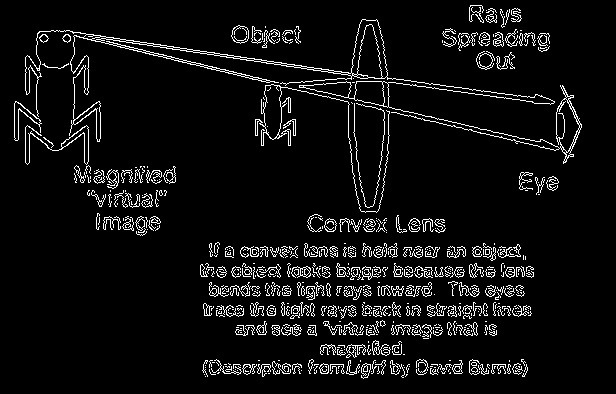 Object
Rays
Spreading
Out
Magnified
"virtual"
Image
Eye
Convex Lens
If a convex lens is held near an object,
the object looks bigger because the lens
bends the light rays inward. The eyes
trace the light rays back in straight lines
and see a "virtual" image that is
magnified.
(Description from Light by David Burnie)